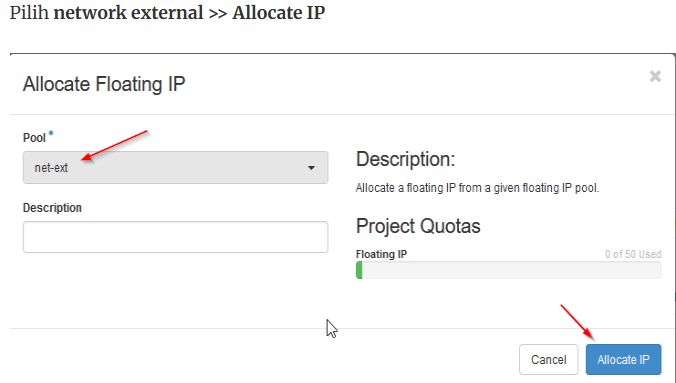 Pilih network external >> Allocate IP
Allocate Floating IP
×
Pool *
net-ext
Description
Description:
Allocate a floating IP from a given floating IP pool.
Project Quotas
Floating IP
0 of 50 Used
Cancel
Allocate IP